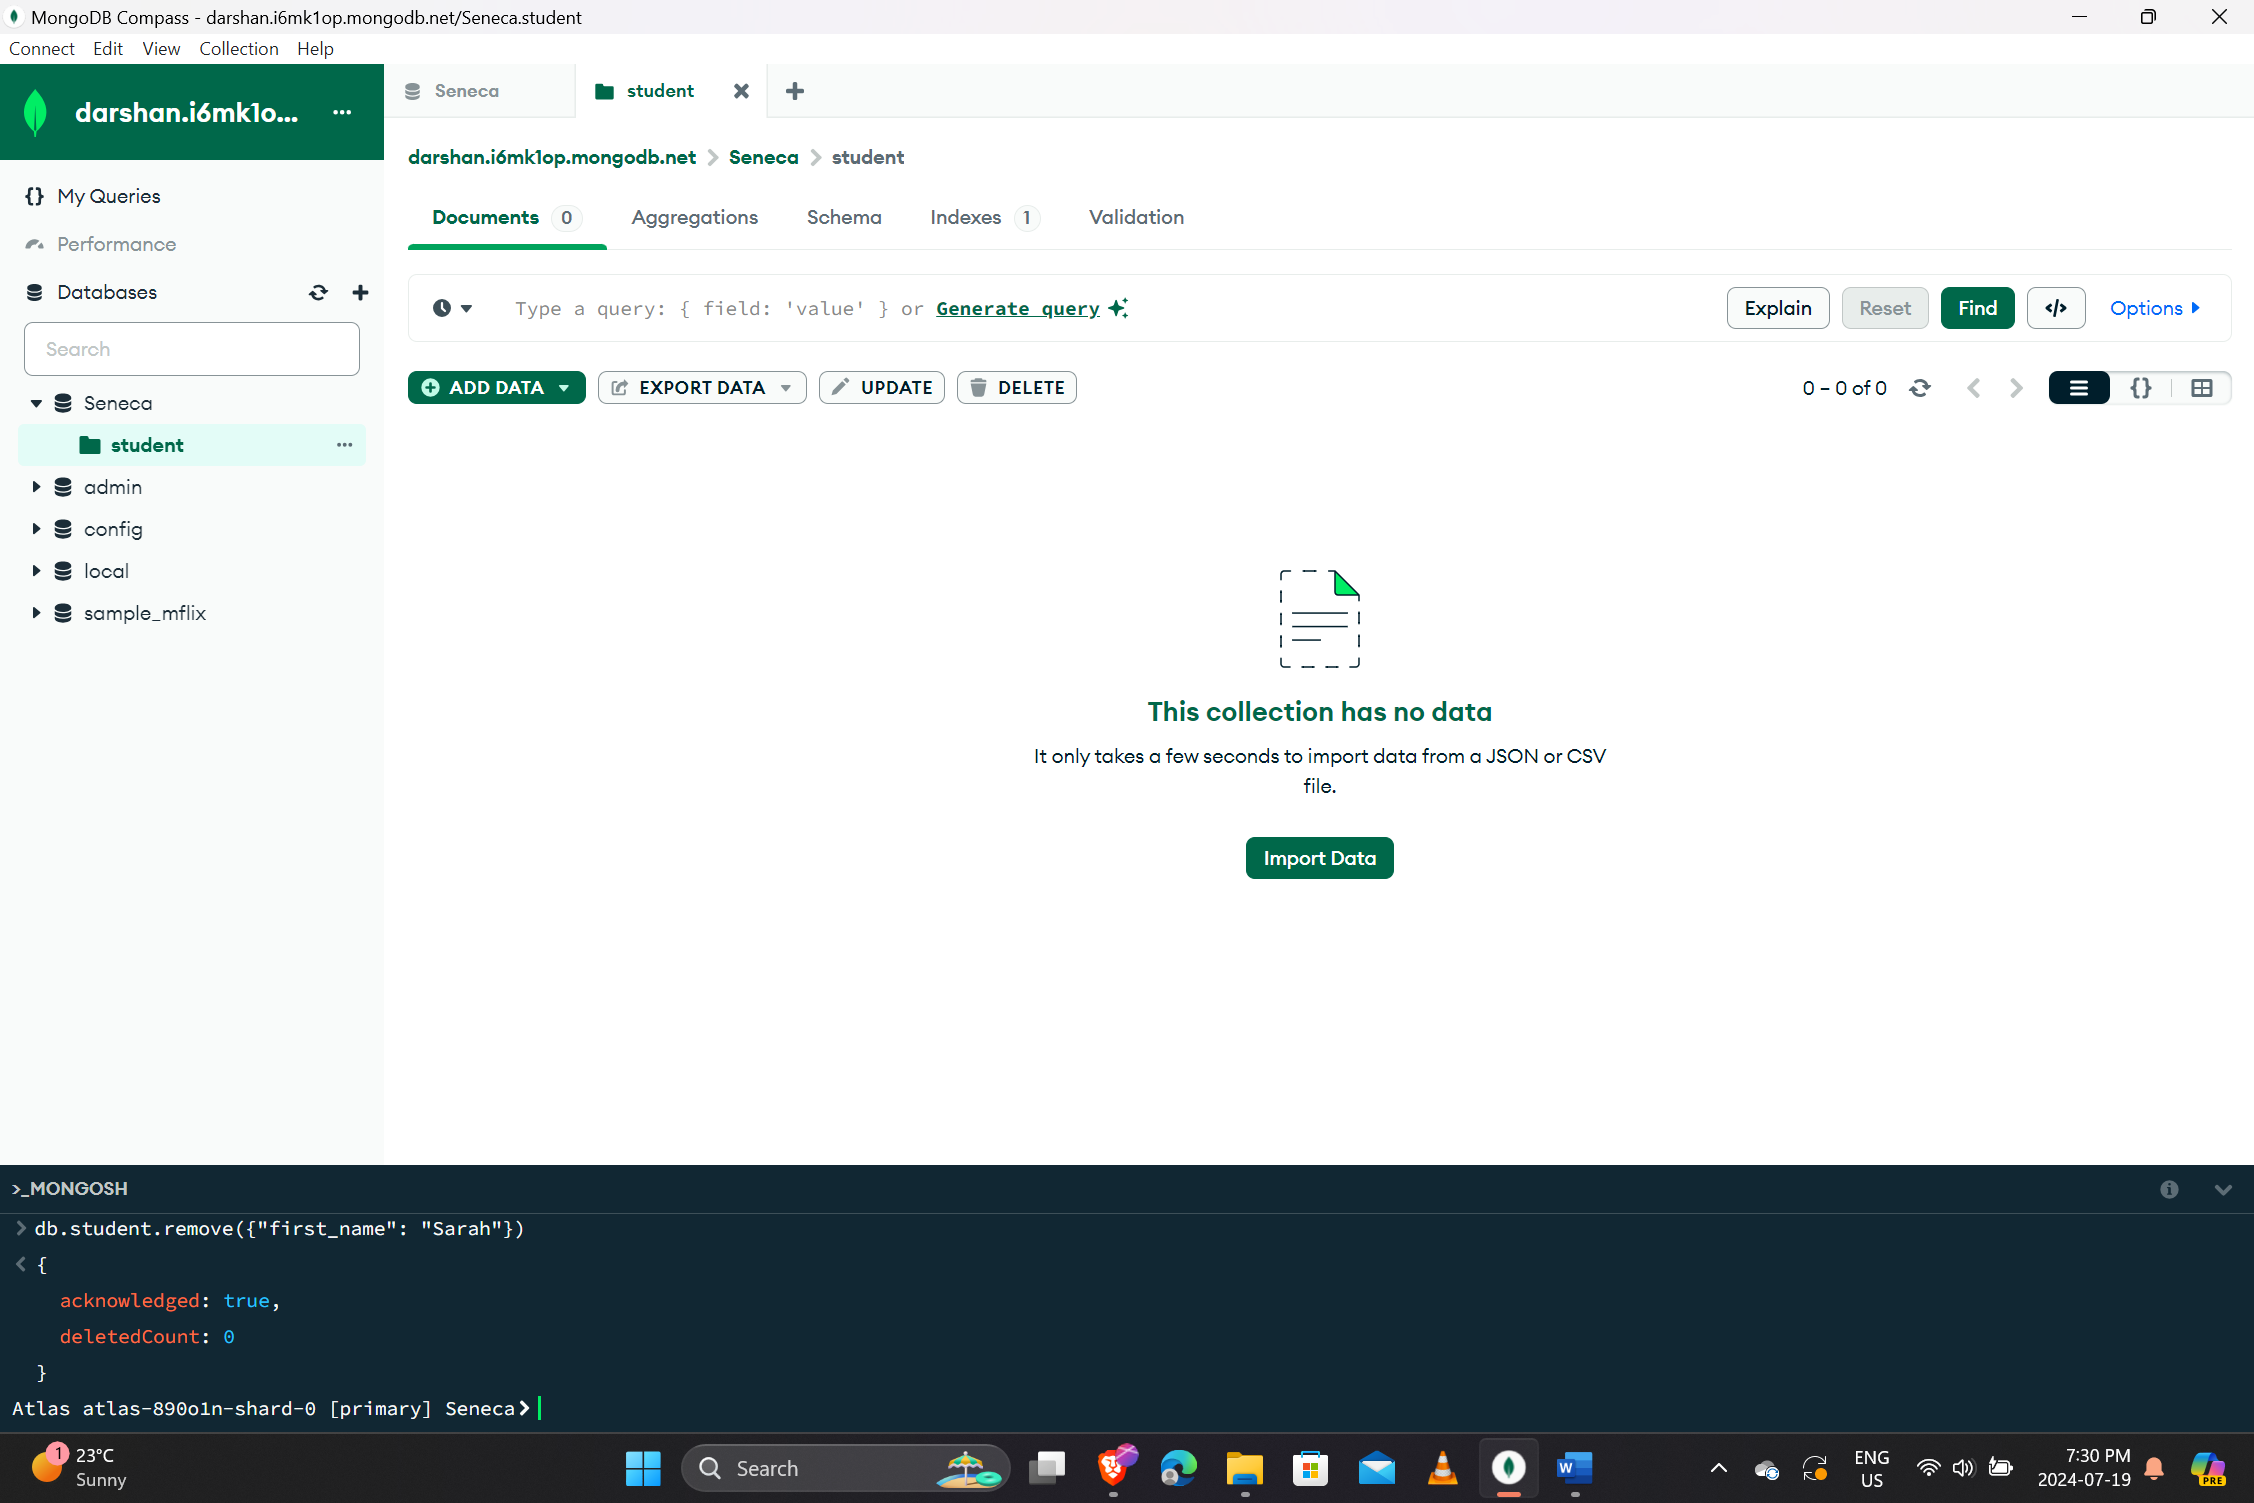 MongoDB Compass - darshan.i6mk1op.mongodb.net/Seneca.student
Connect Edit View Collection Help
darshan.i6mk1o... ...
Seneca student +
darshan.i6mk1op.mongodb.net > Seneca > student
{} My Queries
Documents 0 Aggregations Schema Indexes 1 Validation
Performance
Databases
Type a query: { field: 'value' } or Generate query
Explain Reset Find </> Options
Search
ADD DATA EXPORT DATA UPDATE DELETE 0 – 0 of 0 {}
Seneca
student ...
admin
config
local
sample_mflix
This collection has no data
It only takes a few seconds to import data from a JSON or CSV
file.
Import Data
>_MONGOSH
> db.student.remove({"first_name": "Sarah"})
< {
acknowledged: true,
deletedCount: 0
}
Atlas atlas-890o1n-shard-0 [primary] Seneca>
1 23°C
Sunny
Search
W
ENG
US
7:30 PM
2024-07-19
PRE